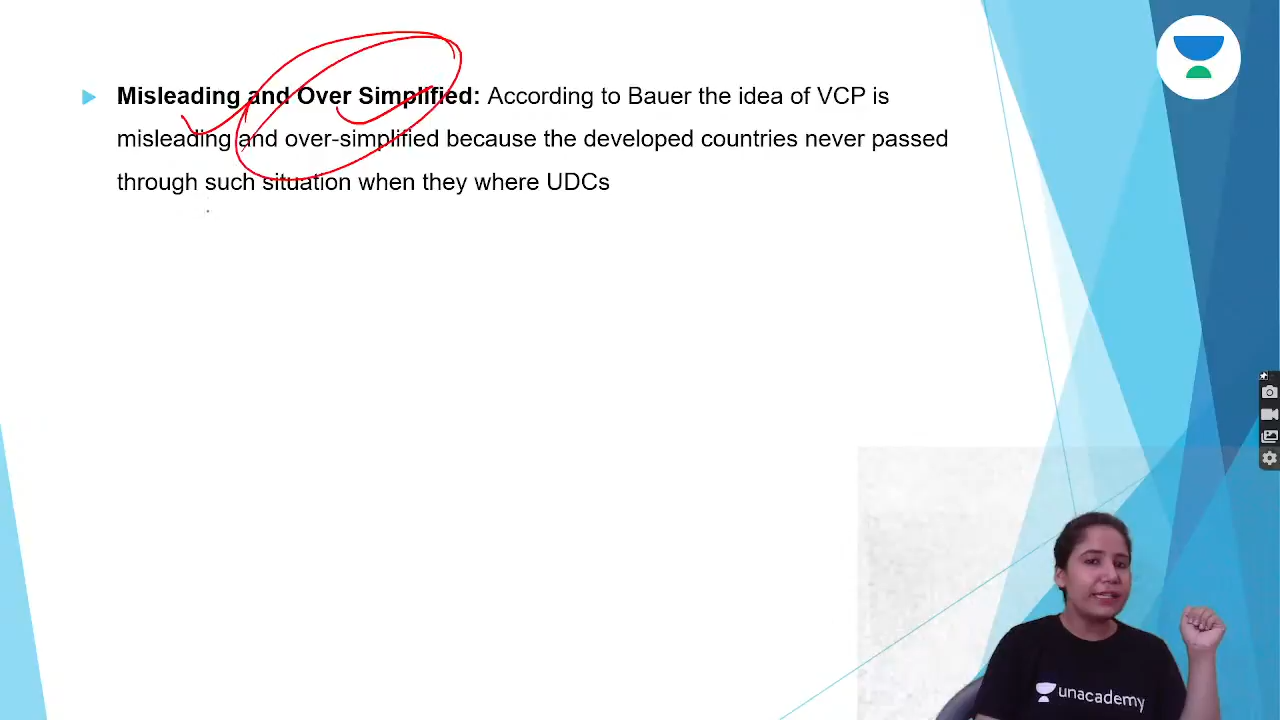 Misleading and Over Simplified: According to Bauer the idea of VCP is
misleading and over-simplified because the developed countries never passed
through such situation when they where UDCs
unacademy